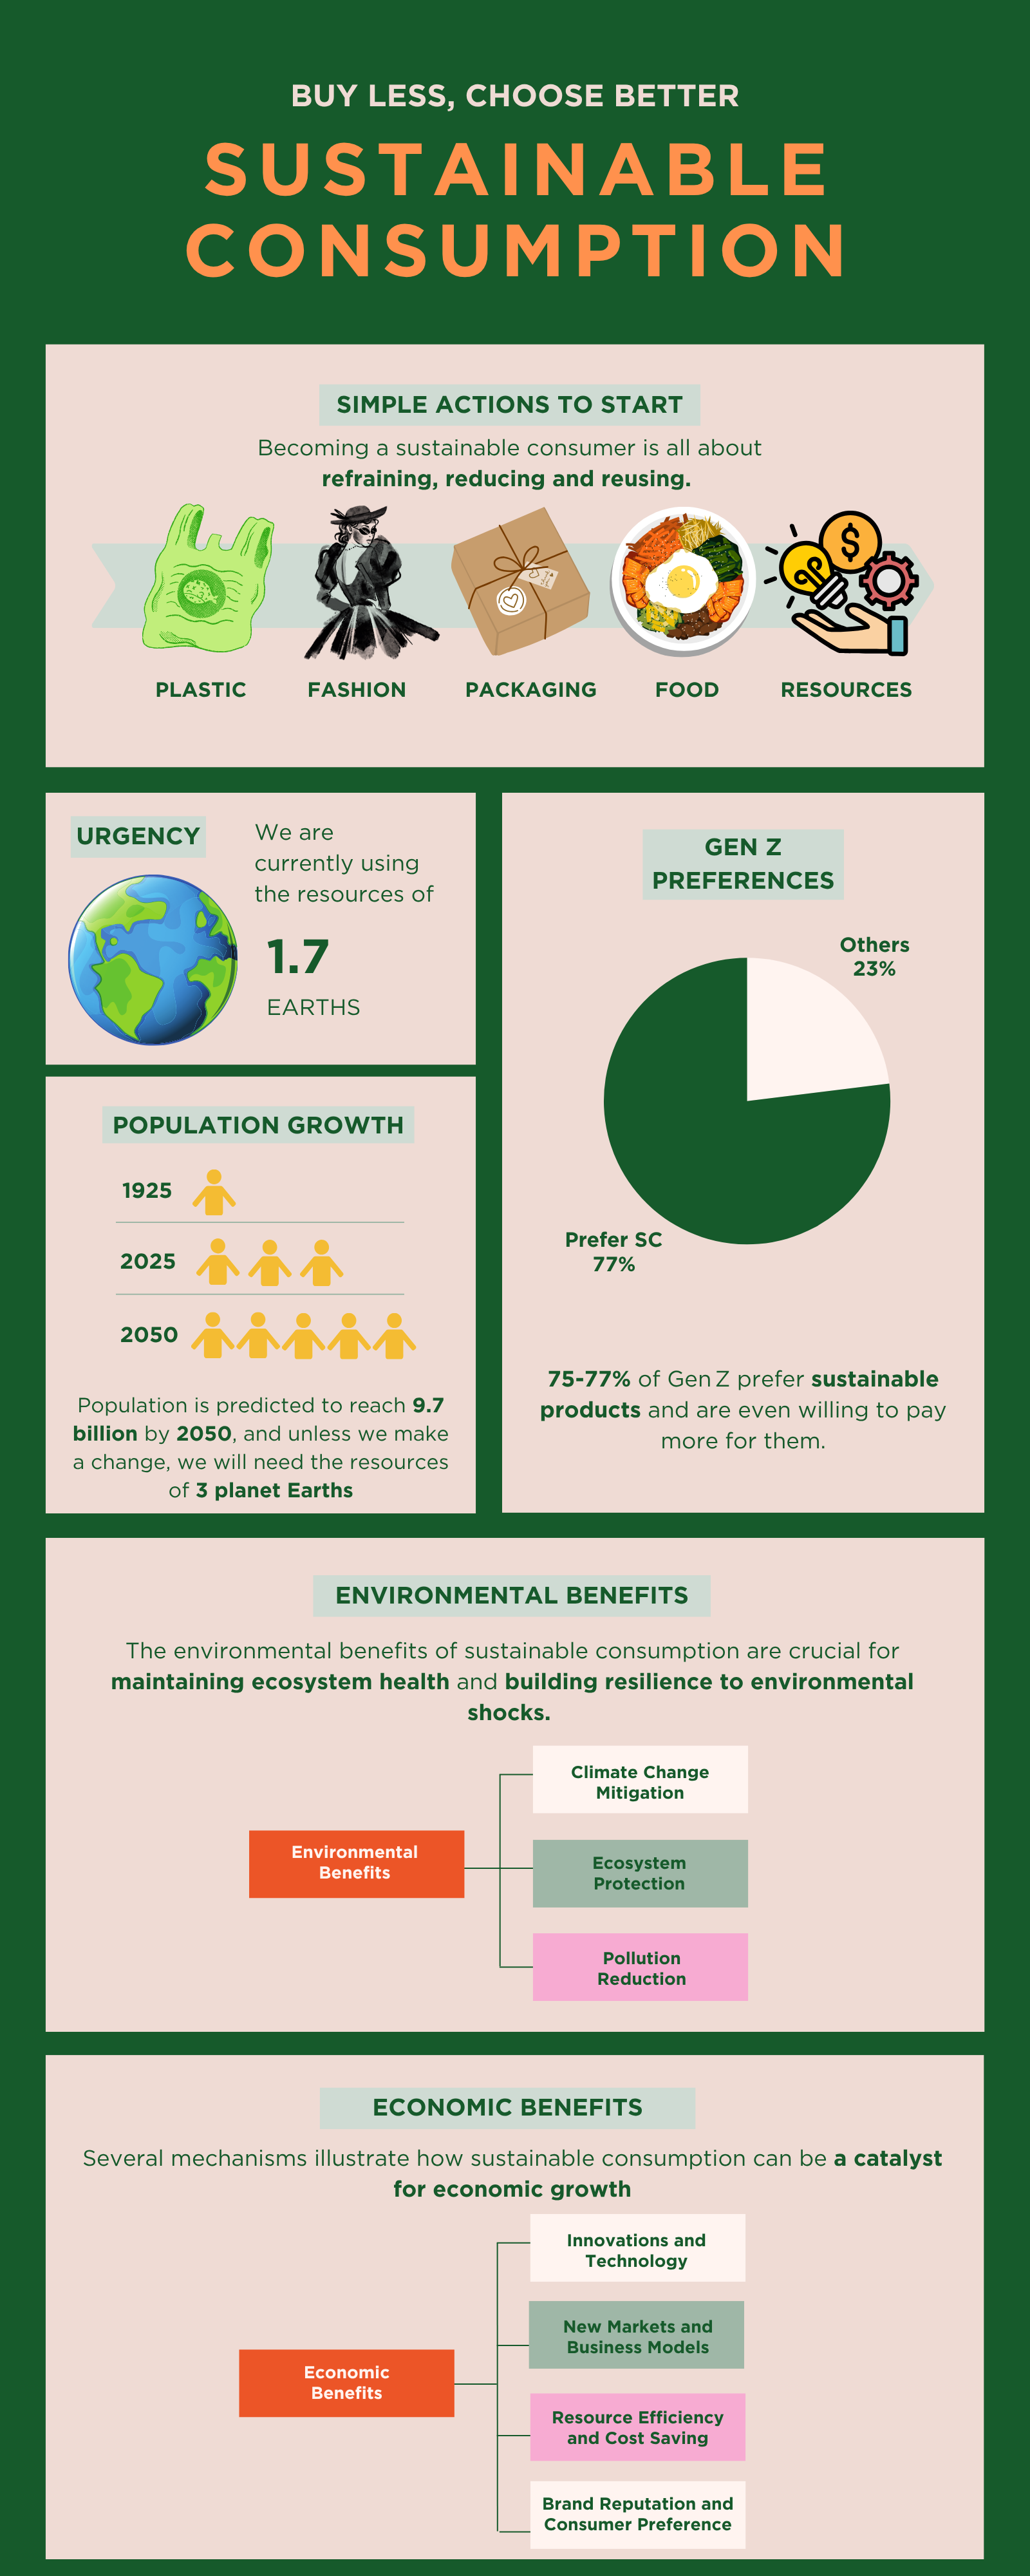 BUY LESS, CHOOSE BETTER
SUSTAINABLE
CONSUMPTION
SIMPLE ACTIONS TO START
Becoming a sustainable consumer is all about
refraining, reducing and reusing.
PLASTIC
FASHION
PACKAGING
FOOD
RESOURCES
URGENCY
We are
currently using
the resources of
1.7
EARTHS
POPULATION GROWTH
1925
2025
2050
Population is predicted to reach 9.7
billion by 2050, and unless we make
a change, we will need the resources
of 3 planet Earths
GEN Z
PREFERENCES
Others
23%
Prefer SC
77%
75-77% of Gen Z prefer sustainable
products and are even willing to pay
more for them.
ENVIRONMENTAL BENEFITS
The environmental benefits of sustainable consumption are crucial for
maintaining ecosystem health and building resilience to environmental
shocks.
Environmental
Benefits
Climate Change
Mitigation
Ecosystem
Protection
Pollution
Reduction
ECONOMIC BENEFITS
Several mechanisms illustrate how sustainable consumption can be a catalyst
for economic growth
Economic
Benefits
Innovations and
Technology
New Markets and
Business Models
Resource Efficiency
and Cost Saving
Brand Reputation and
Consumer Preference